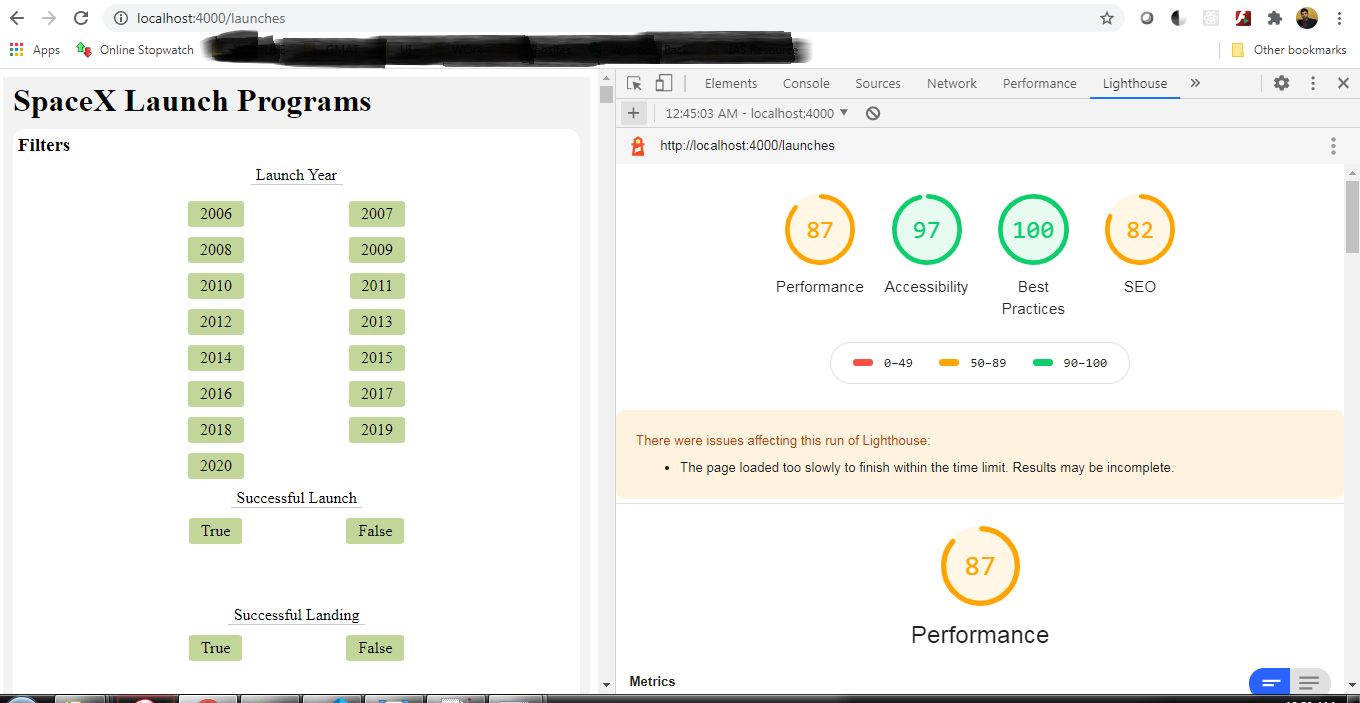 localhost:4000/launches
Apps Online Stopwatch Other bookmarks
SpaceX Launch Programs
Filters
Launch Year
2006 2007
2008 2009
2010 2011
2012 2013
2014 2015
2016 2017
2018 2019
2020
Successful Launch
True False
Successful Landing
True False
Elements Console Sources Network Performance Lighthouse »
12:45:03 AM - localhost:4000
http://localhost:4000/launches
87 97 100 82
Performance Accessibility Best Practices SEO
0–49 50–89 90–100
There were issues affecting this run of Lighthouse:
• The page loaded too slowly to finish within the time limit. Results may be incomplete.
87
Performance
Metrics